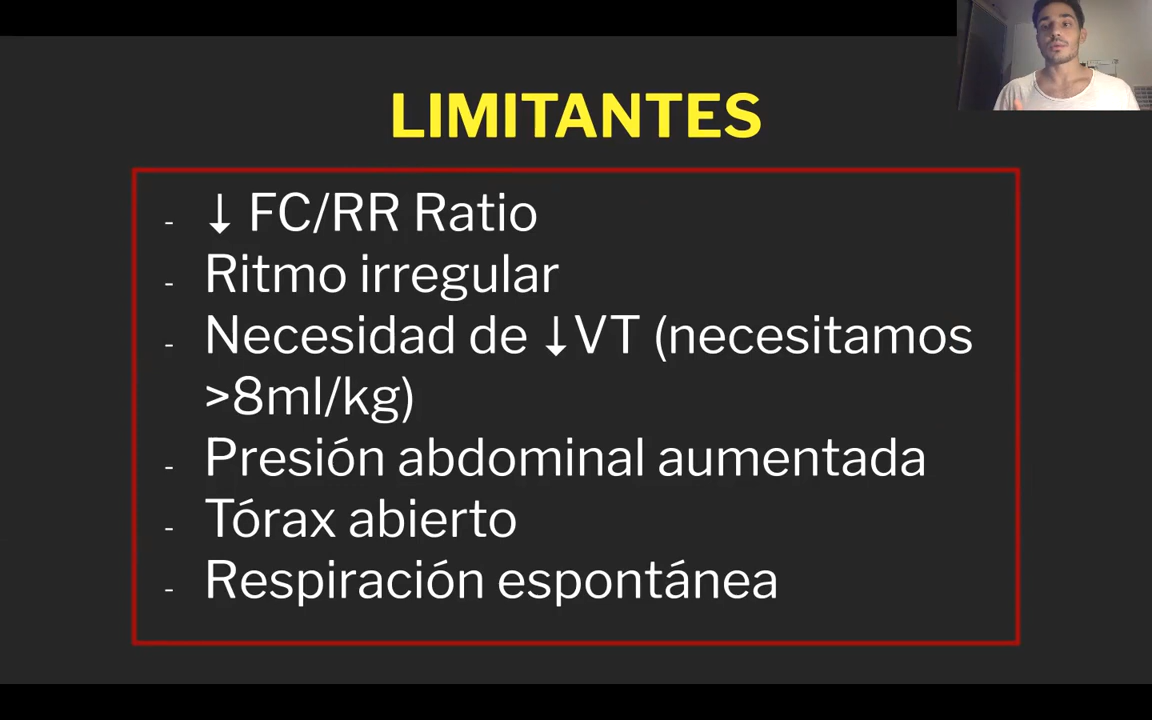 LIMITANTES
- ↓ FC/RR Ratio
- Ritmo irregular
- Necesidad de ↓VT (necesitamos
>8ml/kg)
- Presión abdominal aumentada
- Tórax abierto
- Respiración espontánea